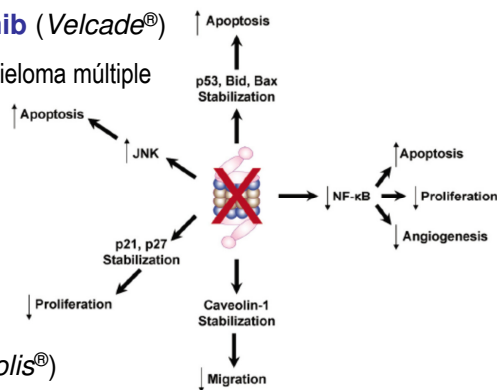 nib (Velcade®)
ieloma múltiple
↑Apoptosis
p53, Bid, Bax
Stabilization
↑Apoptosis
↑JNK
↓NF-κB
↑Apoptosis
↓Proliferation
↓Angiogenesis
p21, p27
Stabilization
↓Proliferation
Caveolin-1
Stabilization
↓Migration
olis®)